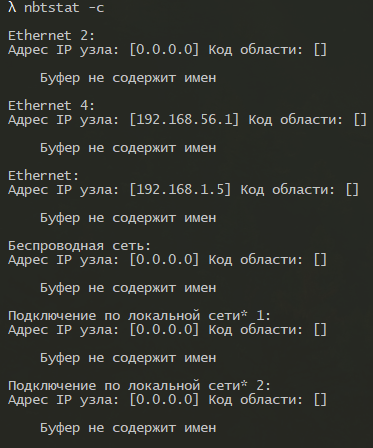 λ nbtstat -c
Ethernet 2:
Адрес IP узла: [0.0.0.0] Код области: []
Буфер не содержит имен
Ethernet 4:
Адрес IP узла: [192.168.56.1] Код области: []
Буфер не содержит имен
Ethernet:
Адрес IP узла: [192.168.1.5] Код области: []
Буфер не содержит имен
Беспроводная сеть:
Адрес IP узла: [0.0.0.0] Код области: []
Буфер не содержит имен
Подключение по локальной сети* 1:
Адрес IP узла: [0.0.0.0] Код области: []
Буфер не содержит имен
Подключение по локальной сети* 2:
Адрес IP узла: [0.0.0.0] Код области: []
Буфер не содержит имен